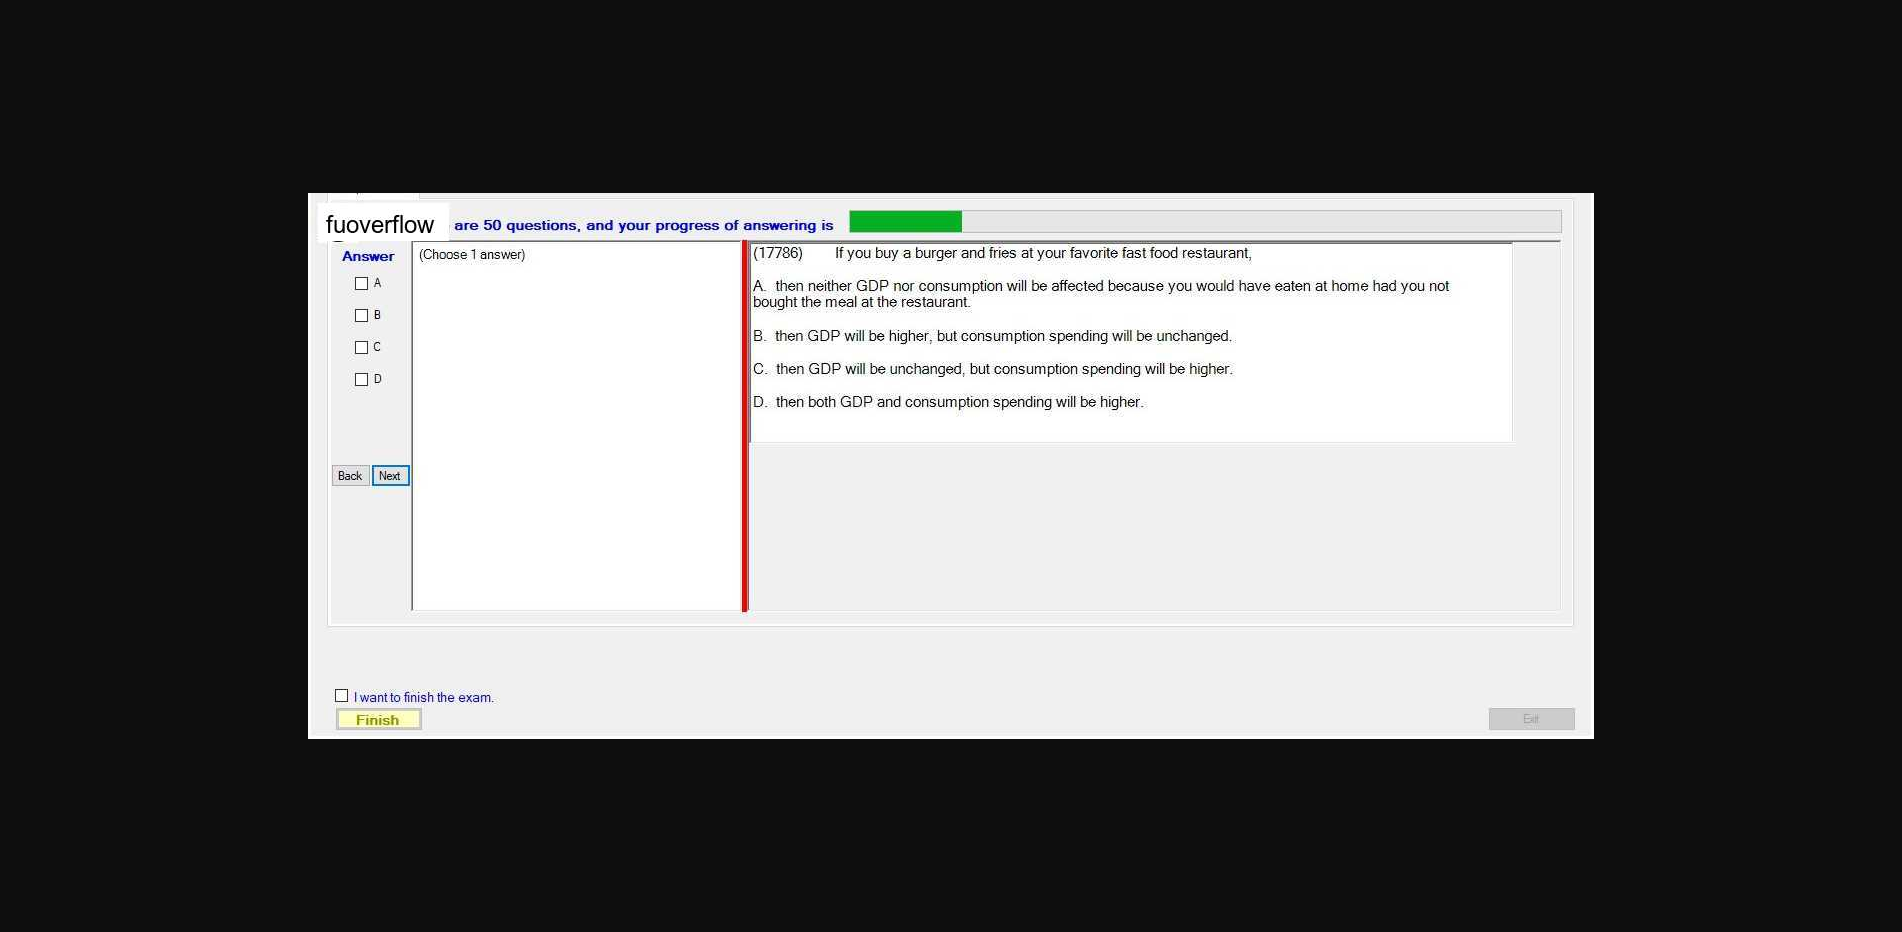 fuoverflow are 50 questions, and your progress of answering is
Answer
(Choose 1 answer)
A
B
C
D
Back Next
(17786) If you buy a burger and fries at your favorite fast food restaurant,
A. then neither GDP nor consumption will be affected because you would have eaten at home had you not
bought the meal at the restaurant.
B. then GDP will be higher, but consumption spending will be unchanged.
C. then GDP will be unchanged, but consumption spending will be higher.
D. then both GDP and consumption spending will be higher.
I want to finish the exam.
Finish
Exit